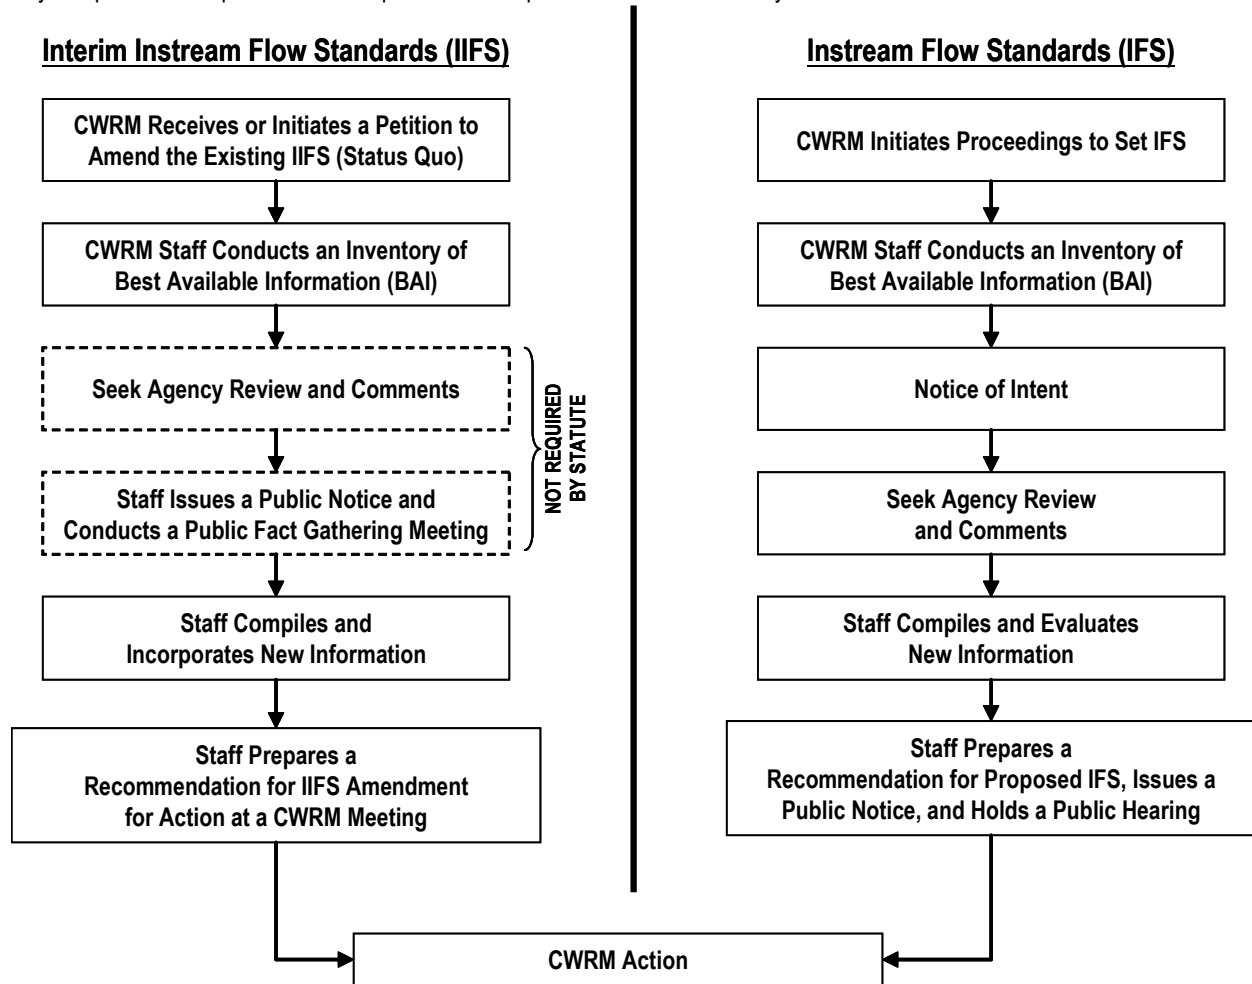 Interim Instream Flow Standards (IIFS)
CWRM Receives or Initiates a Petition to
Amend the Existing IIFS (Status Quo)
CWRM Staff Conducts an Inventory of
Best Available Information (BAI)
Seek Agency Review and Comments
Staff Issues a Public Notice and
Conducts a Public Fact Gathering Meeting
NOT REQUIRED
BY STATUTE
Staff Compiles and
Incorporates New Information
Staff Prepares a
Recommendation for IIFS Amendment
for Action at a CWRM Meeting
Instream Flow Standards (IFS)
CWRM Initiates Proceedings to Set IFS
CWRM Staff Conducts an Inventory of
Best Available Information (BAI)
Notice of Intent
Seek Agency Review
and Comments
Staff Compiles and Evaluates
New Information
Staff Prepares a
Recommendation for Proposed IFS, Issues a
Public Notice, and Holds a Public Hearing
CWRM Action